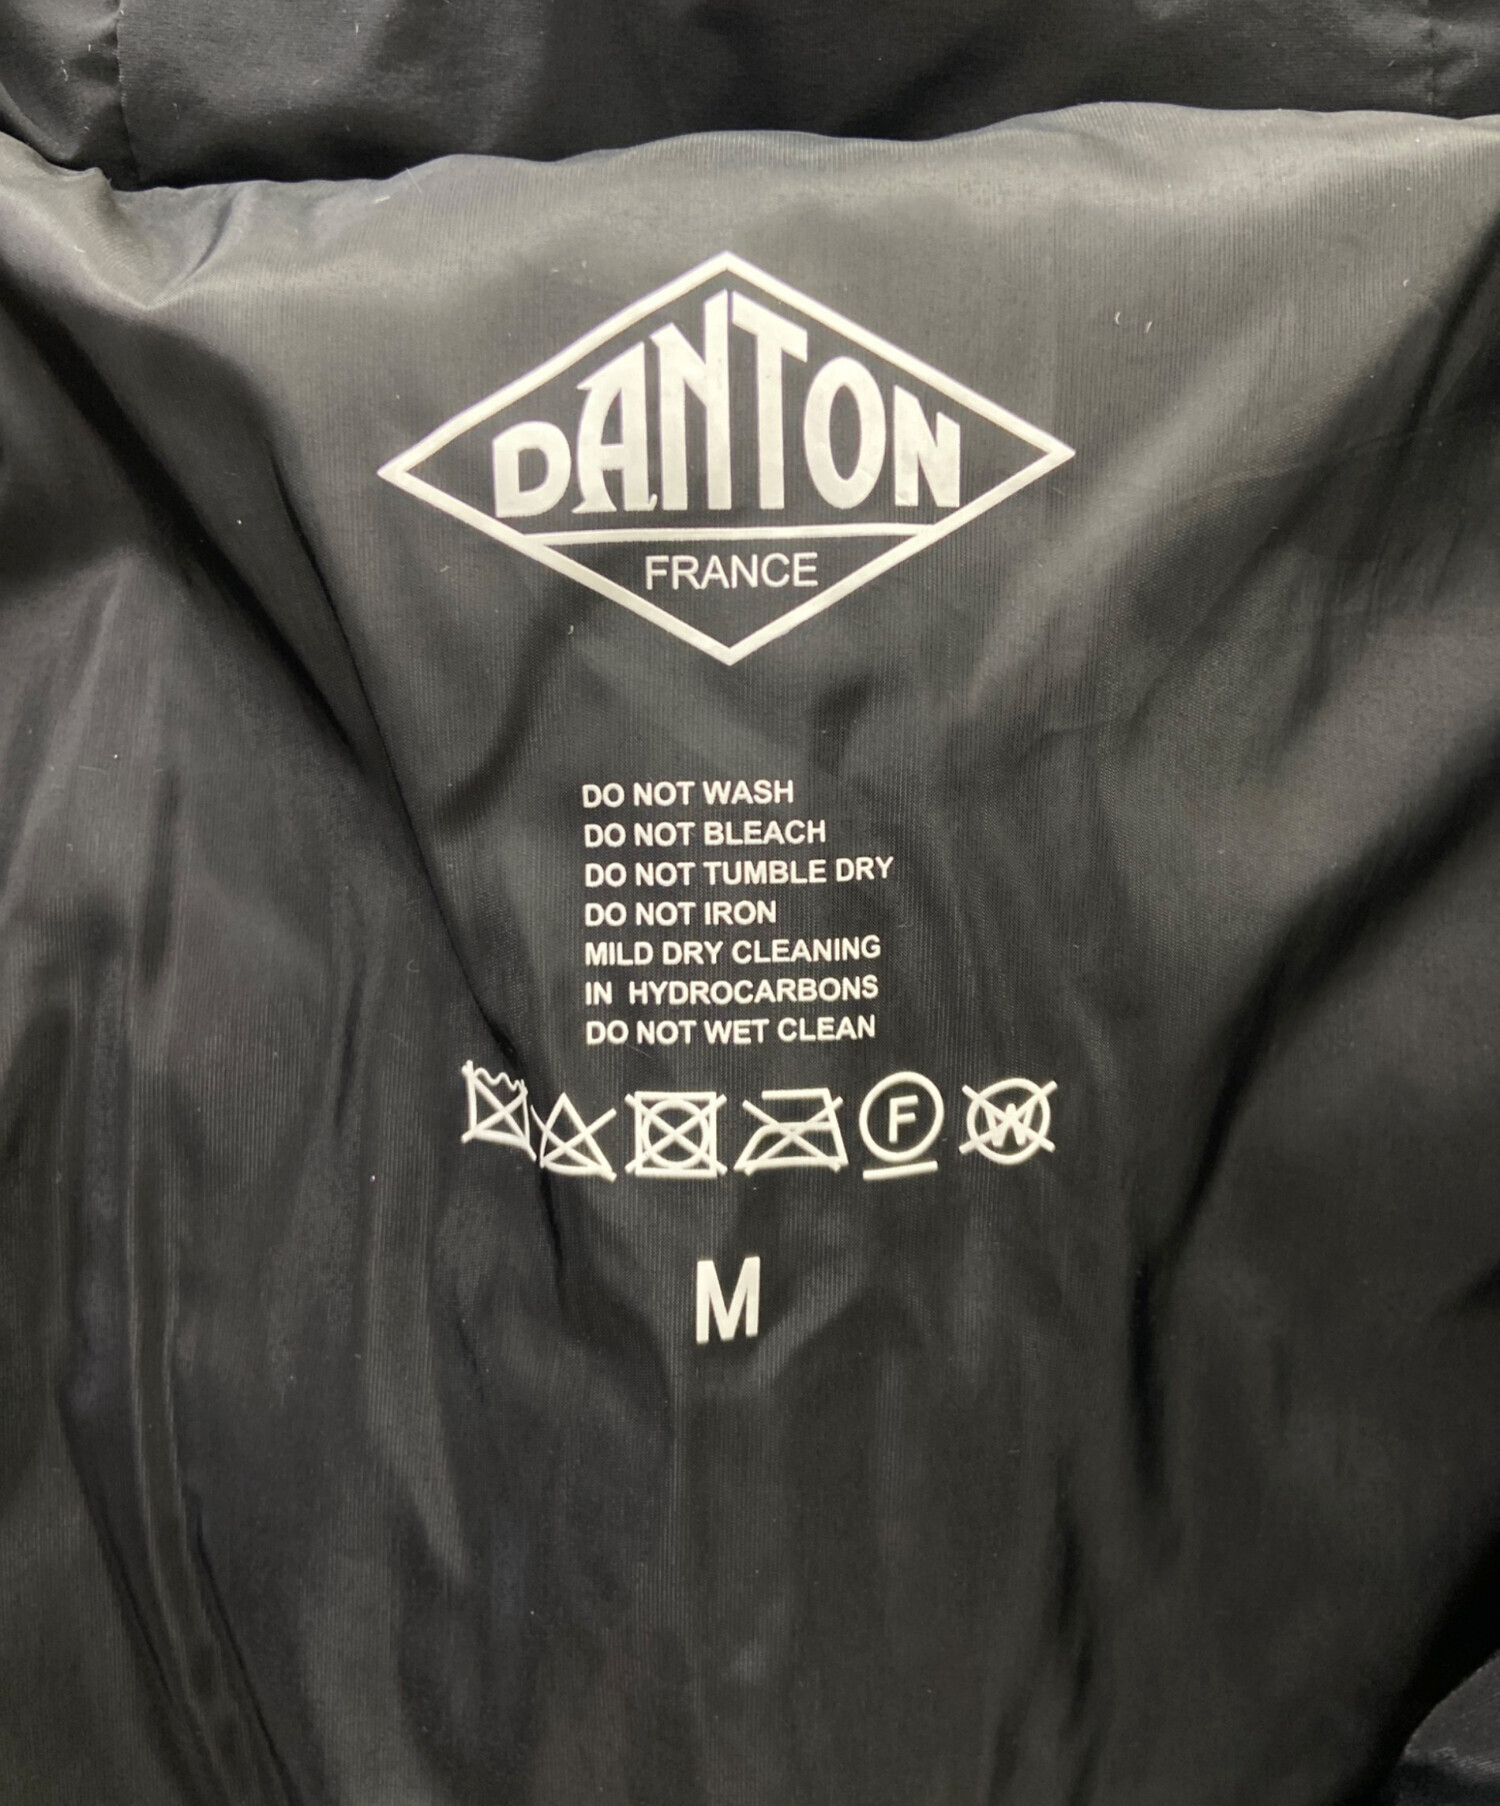 DANTON
FRANCE
DO NOT WASH
DO NOT BLEACH
DO NOT TUMBLE DRY
DO NOT IRON
MILD DRY CLEANING
IN HYDROCARBONS
DO NOT WET CLEAN
F W
M